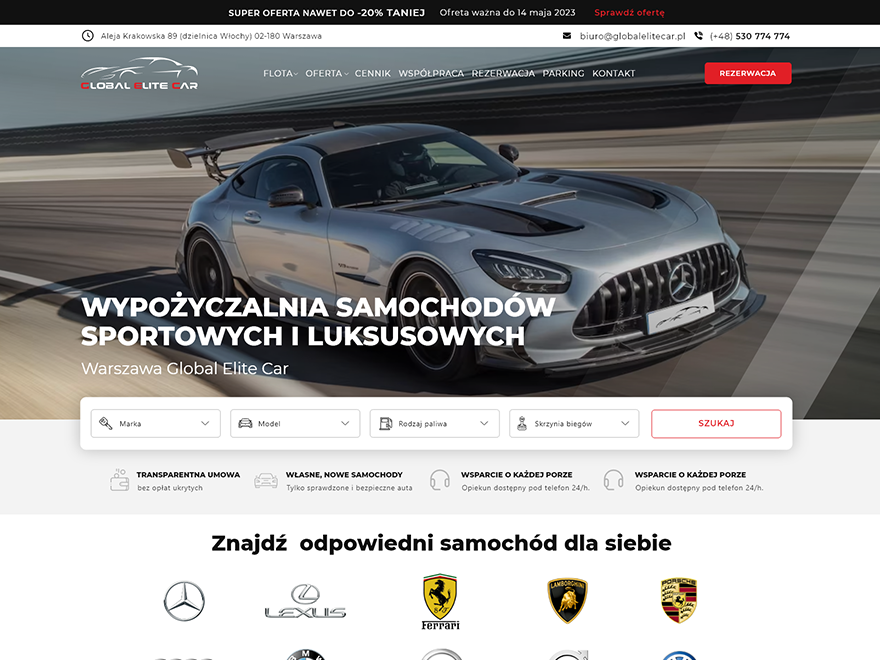 SUPER OFERTA NAWET DO -20% TANIEJ Ofreta ważna do 14 maja 2023 Sprawdź ofertę
Aleja Krakowska 89 (dzielnica Włochy) 02-180 Warszawa biuro@globalelitecar.pl (+48) 530 774 774
GLOBAL ELITE CAR FLOTA OFERTA CENNIK WSPÓŁPRACA REZERWACJA PARKING KONTAKT REZERWACJA
WYPOŻYCZALNIA SAMOCHODÓW
SPORTOWYCH I LUKSUSOWYCH
Warszawa Global Elite Car
Marka Model Rodzaj paliwa Skrzynia biegów SZUKAJ
TRANSPARENTNA UMOWA WŁASNE, NOWE SAMOCHODY WSPARCIE O KAŻDEJ PORZE WSPARCIE O KAŻDEJ PORZE
bez opłat ukrytych Tylko sprawdzone i bezpieczne auta Opiekun dostępny pod telefon 24/h. Opiekun dostępny pod telefon 24/h.
Znajdź odpowiedni samochód dla siebie
LEXUS Ferrari LAMBORGHINI PORSCHE